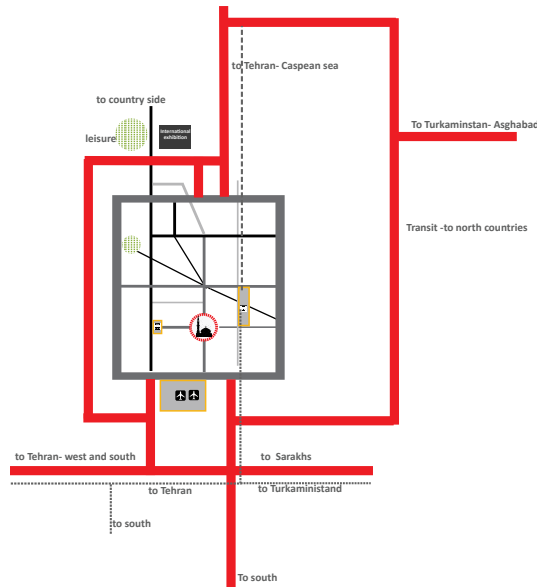 to Tehran- Caspean sea
to country side
leisure
International
exhibition
To Turkaminstan- Asghabad
Transit -to north countries
to Tehran- west and south
to  Sarakhs
to Tehran
to Turkaministand
to south
To south